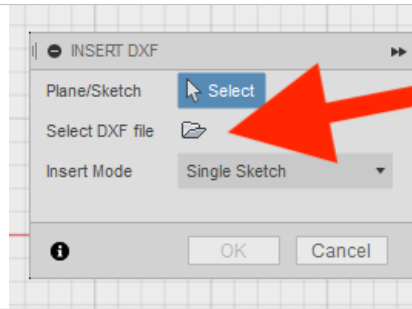 INSERT DXF
Plane/Sketch Select
Select DXF file
Insert Mode Single Sketch
OK Cancel